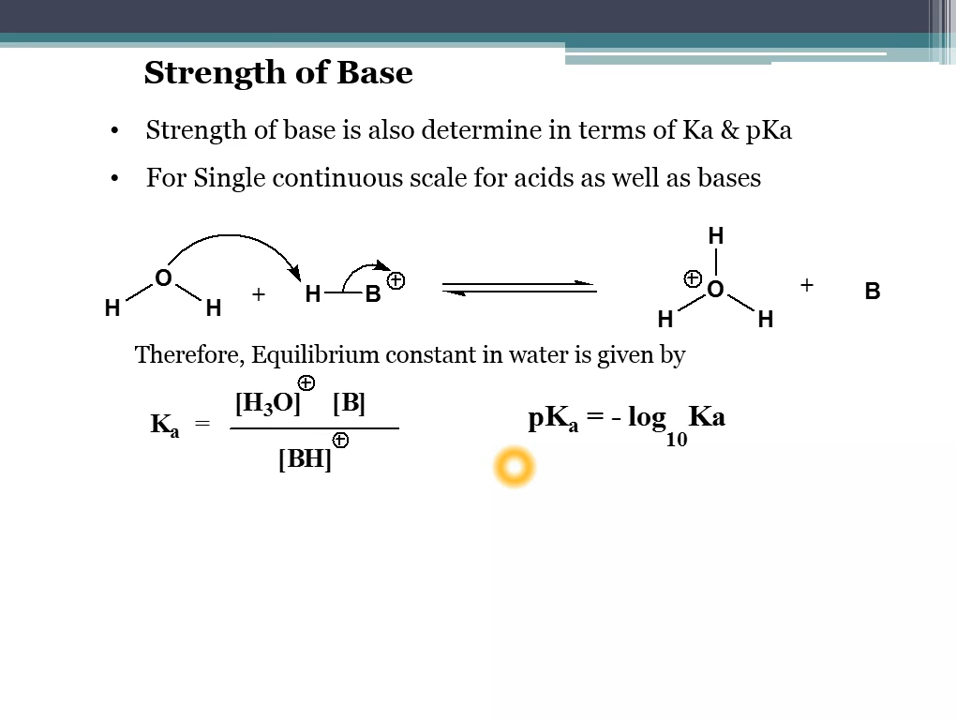 Strength of Base
• Strength of base is also determine in terms of Ka & pKa
• For Single continuous scale for acids as well as bases
H
O H H + H B ⊕ ⊕ O H H + B
Therefore, Equilibrium constant in water is given by
Ka = [H3O]⊕ [B] / [BH]⊕
pKa = - log10 Ka